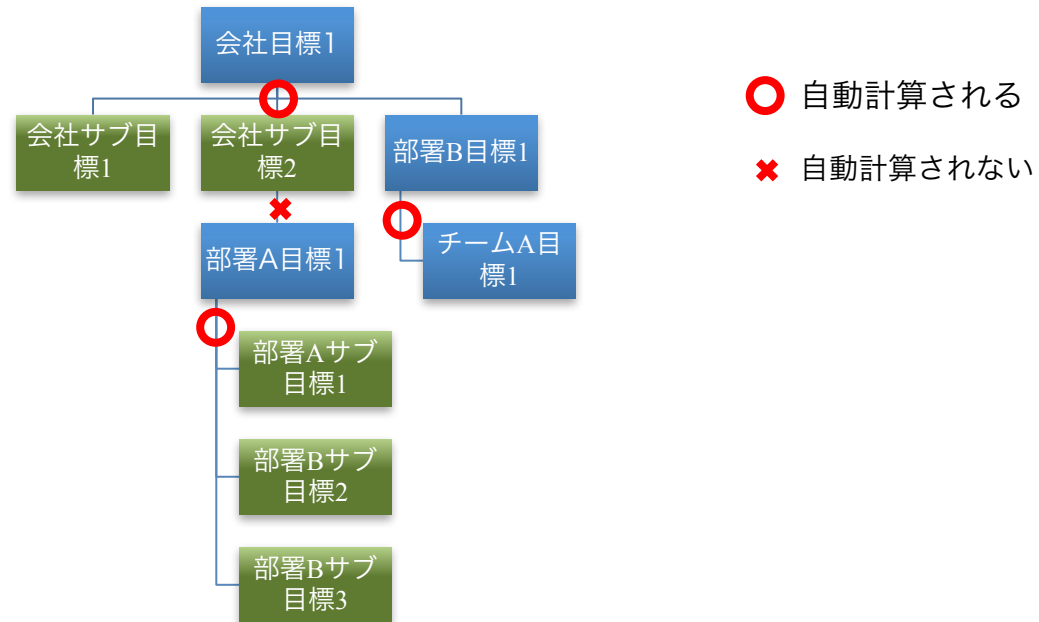 会社目標1
会社サブ目
標1
会社サブ目
標2
部署B目標1
部署A目標1
チームA目
標1
部署Aサブ
目標1
部署Bサブ
目標2
部署Bサブ
目標3
自動計算される
自動計算されない